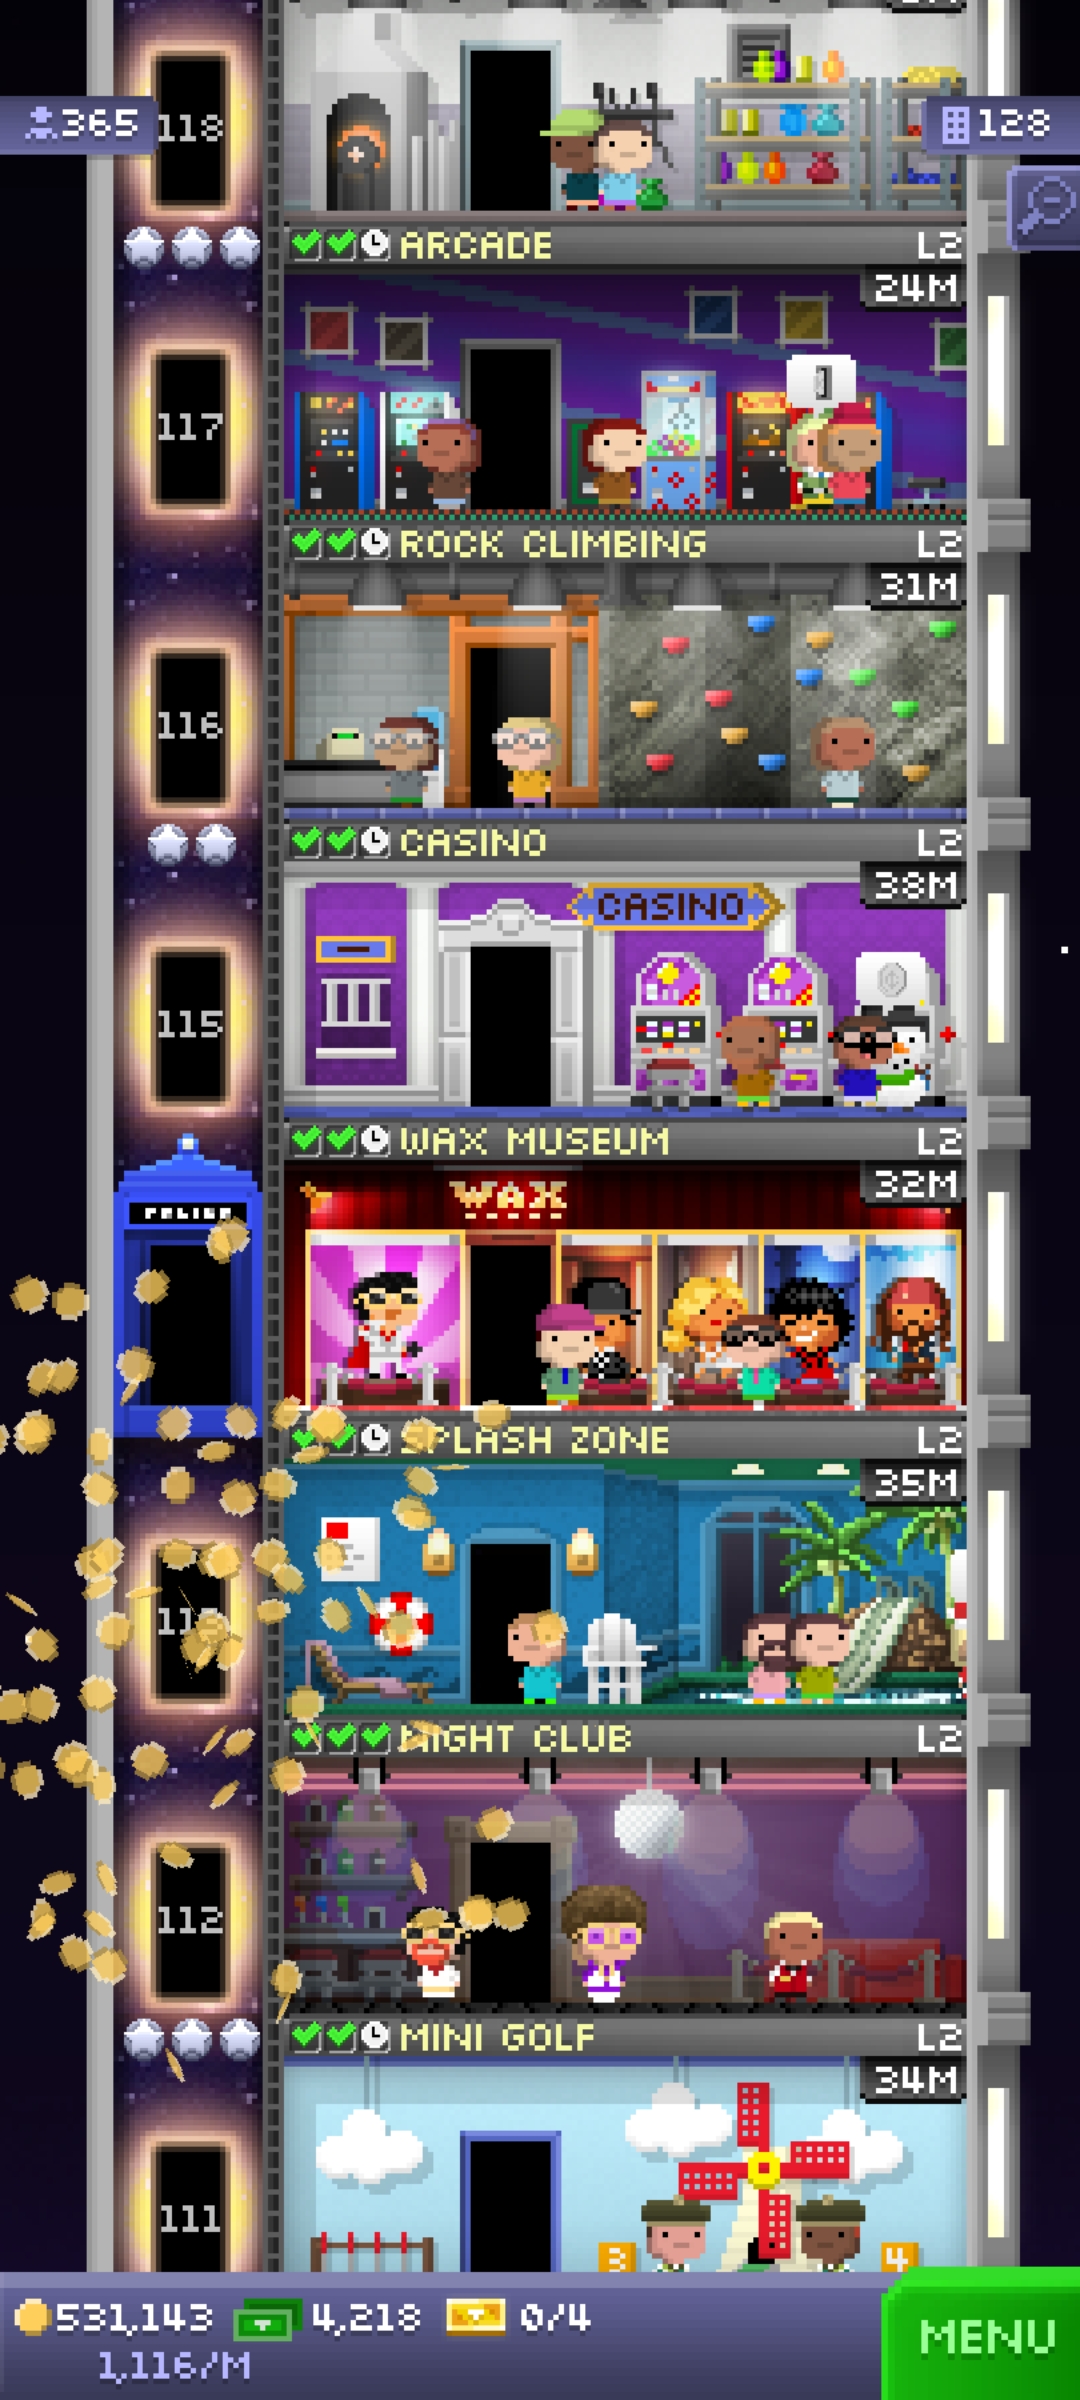 365
118
128
ARCADE L2
24M
117
ROCK CLIMBING L2
31M
116
CASINO L2
38M
CASINO
115
WAX MUSEUM L2
32M
WAX
POLICE
SPLASH ZONE L2
35M
NIGHT CLUB L2
112
MINI GOLF L2
34M
111
3 4
531,143 4,218 0/4
1,116/M
MENU